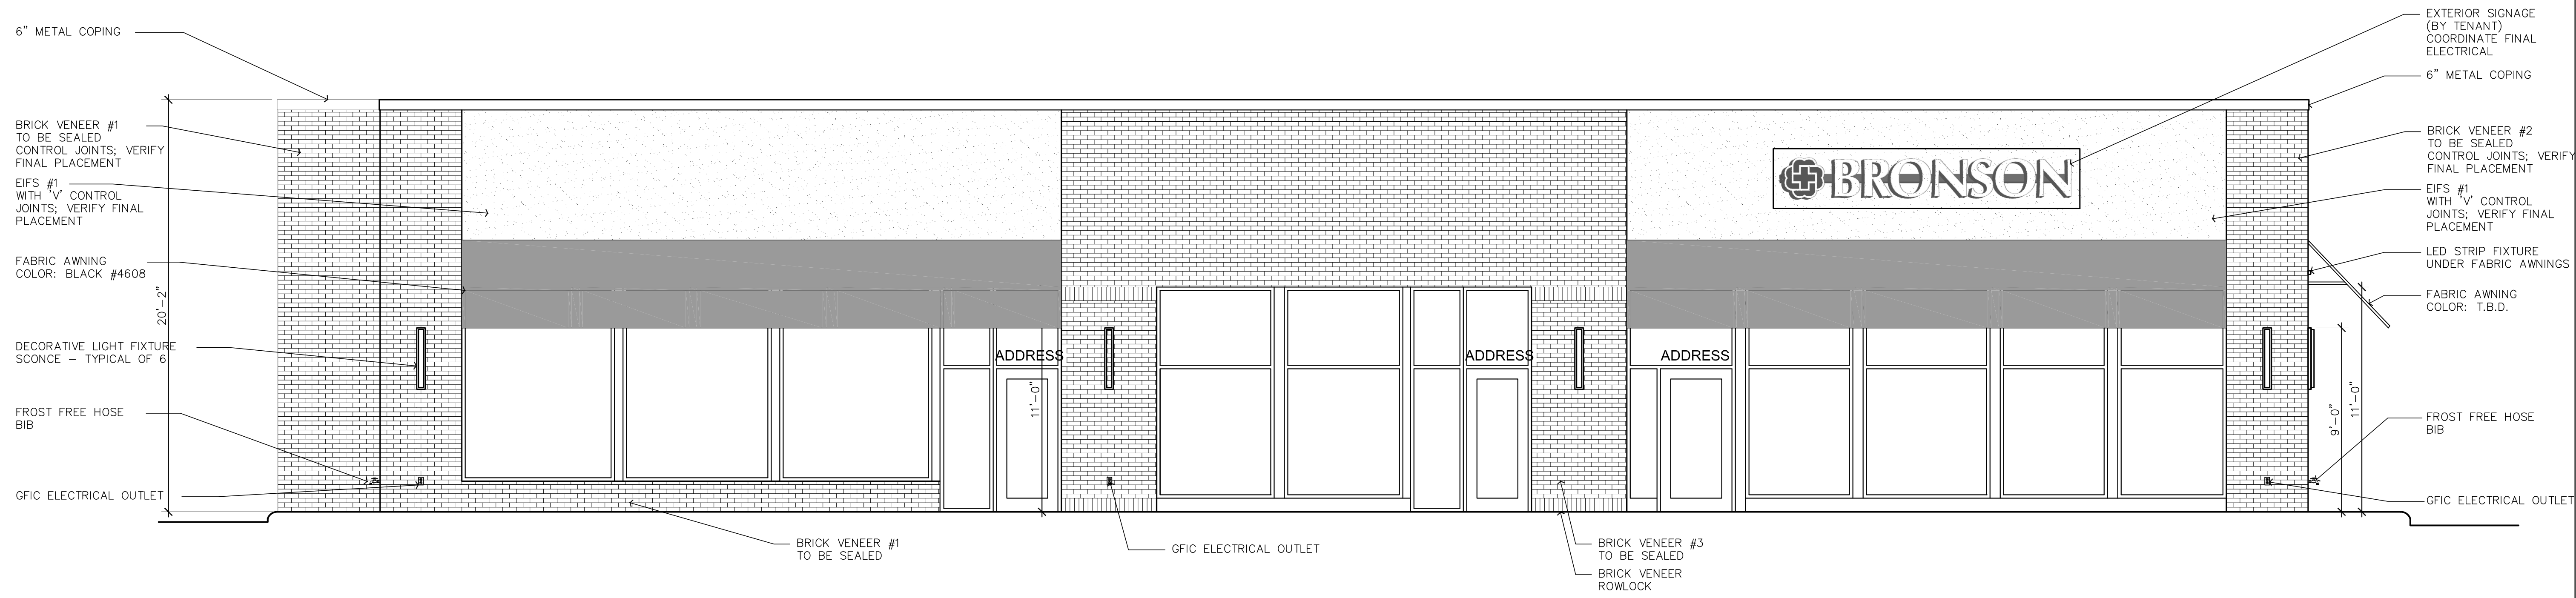 6" METAL COPING
BRICK VENEER #1
TO BE SEALED
CONTROL JOINTS; VERIFY
FINAL PLACEMENT
EIFS #1
WITH 'V' CONTROL
JOINTS; VERIFY FINAL
PLACEMENT
FABRIC AWNING
COLOR: BLACK #4608
20'-2"
DECORATIVE LIGHT FIXTURE
SCONCE – TYPICAL OF 6
FROST FREE HOSE
BIB
GFIC ELECTRICAL OUTLET
BRONSON
ADDRESS
ADDRESS
ADDRESS
11'-0"
BRICK VENEER #1
TO BE SEALED
GFIC ELECTRICAL OUTLET
BRICK VENEER #3
TO BE SEALED
BRICK VENEER
ROWLOCK
EXTERIOR SIGNAGE
(BY TENANT)
COORDINATE FINAL
ELECTRICAL
6" METAL COPING
BRICK VENEER #2
TO BE SEALED
CONTROL JOINTS; VERIFY
FINAL PLACEMENT
EIFS #1
WITH 'V' CONTROL
JOINTS; VERIFY FINAL
PLACEMENT
LED STRIP FIXTURE
UNDER FABRIC AWNINGS
FABRIC AWNING
COLOR: T.B.D.
9'-0"
11'-0"
FROST FREE HOSE
BIB
GFIC ELECTRICAL OUTLET